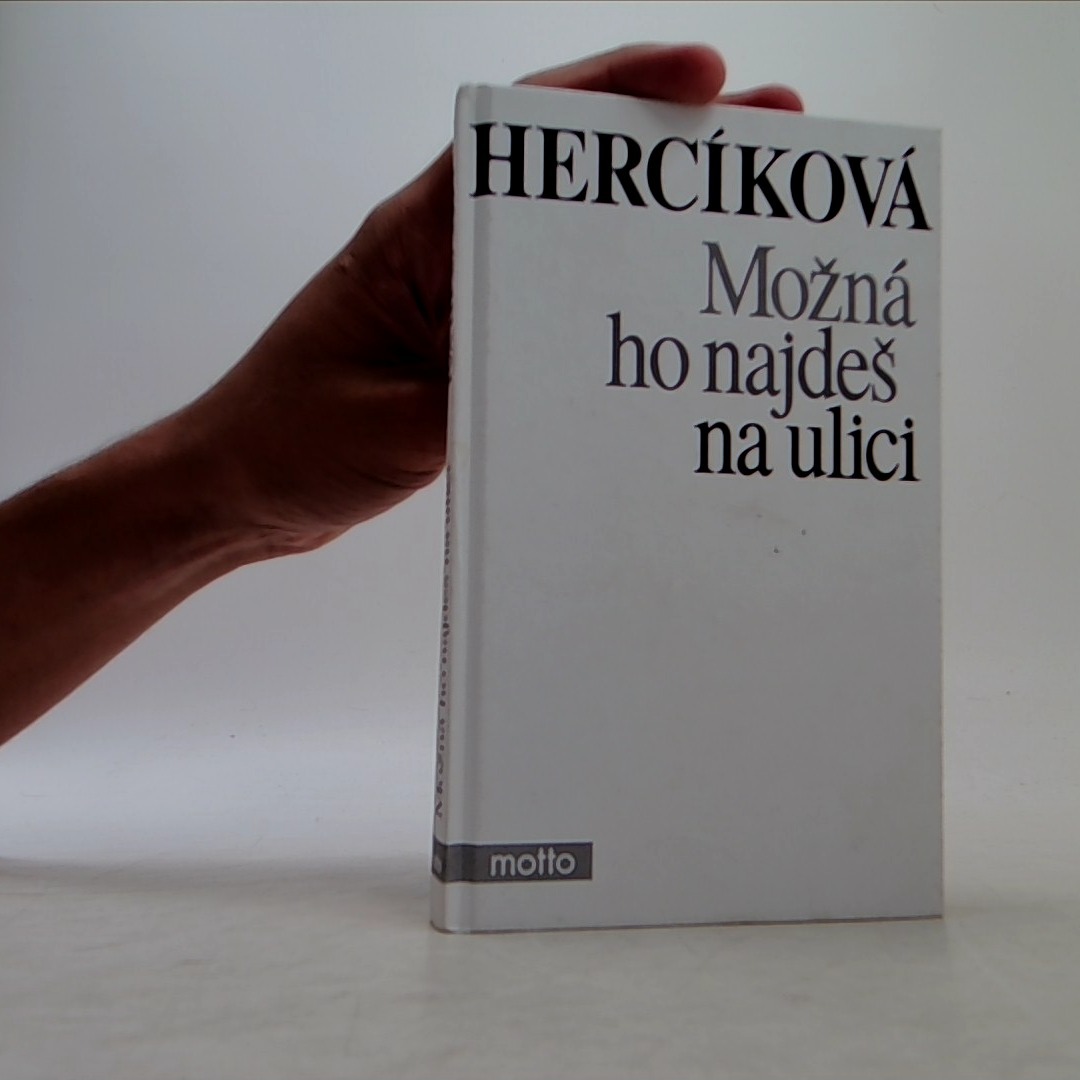 HERCÍKOVÁ
Možná
ho najdeš
na ulici
motto